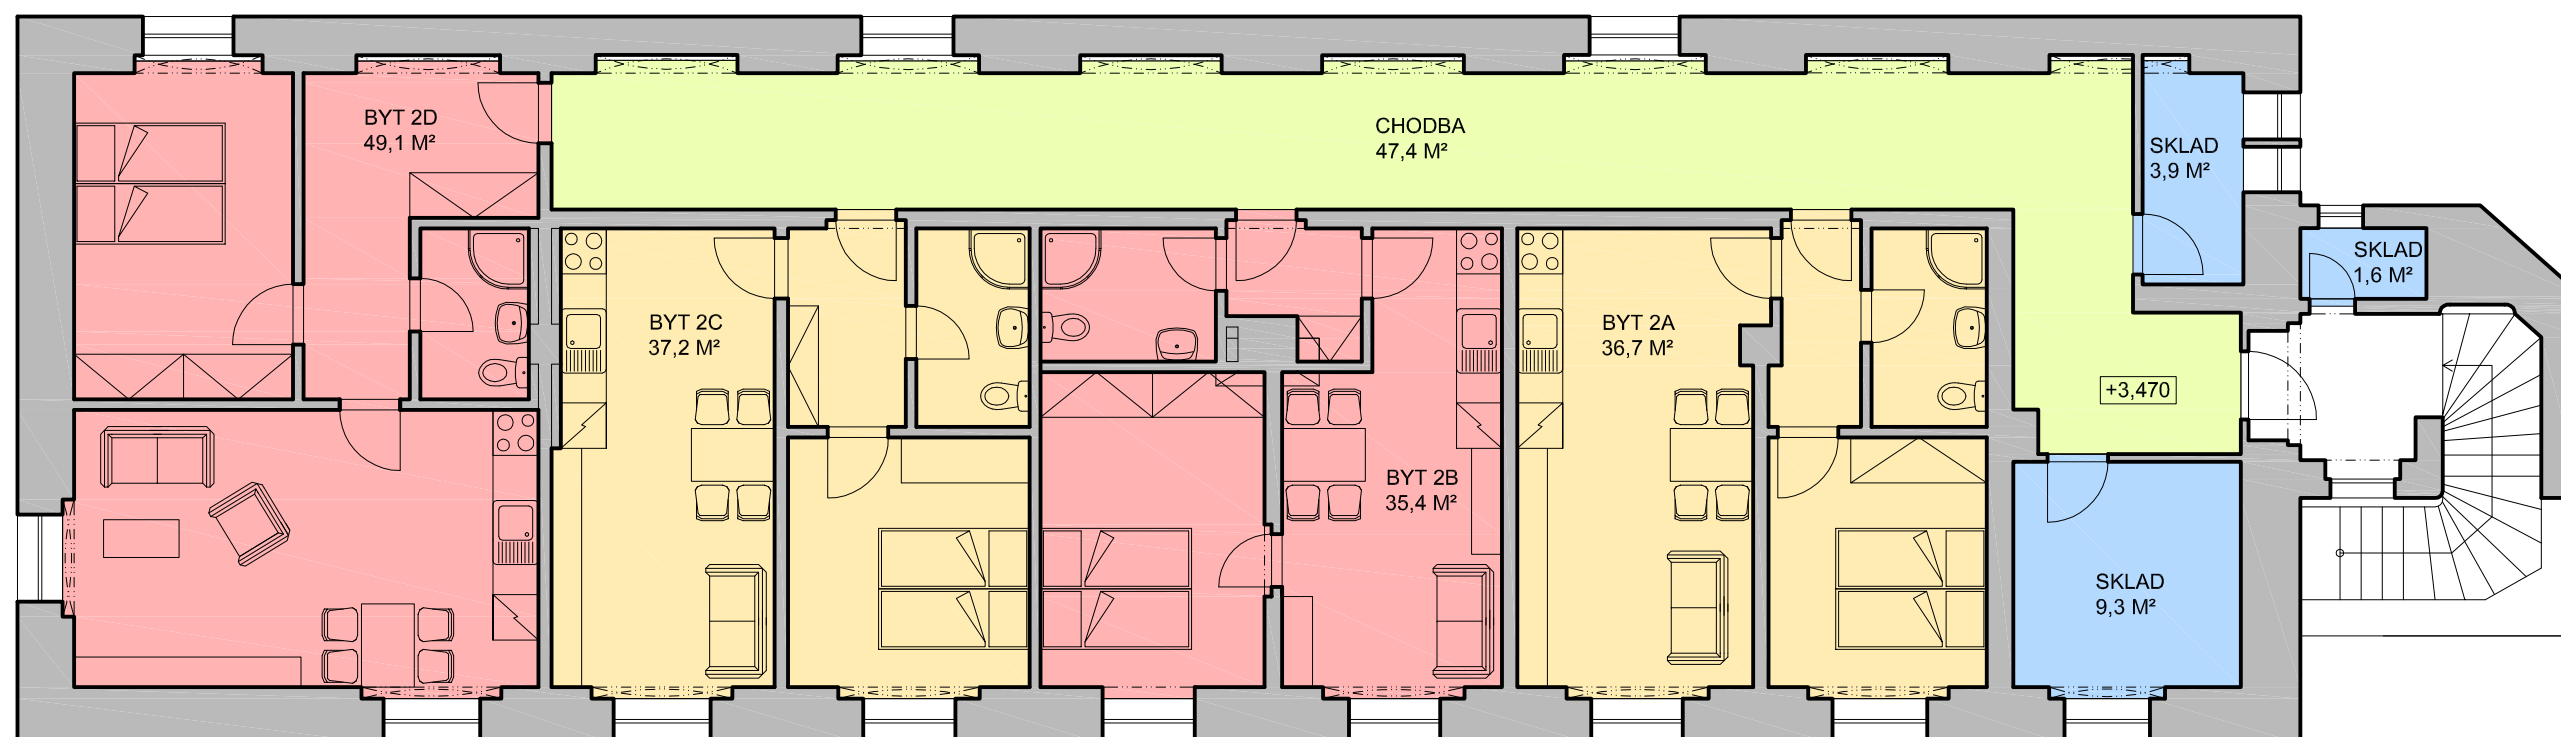 BYT 2D
49,1 M²
CHODBA
47,4 M²
SKLAD
3,9 M²
SKLAD
1,6 M²
BYT 2C
37,2 M²
BYT 2A
36,7 M²
+3,470
BYT 2B
35,4 M²
SKLAD
9,3 M²